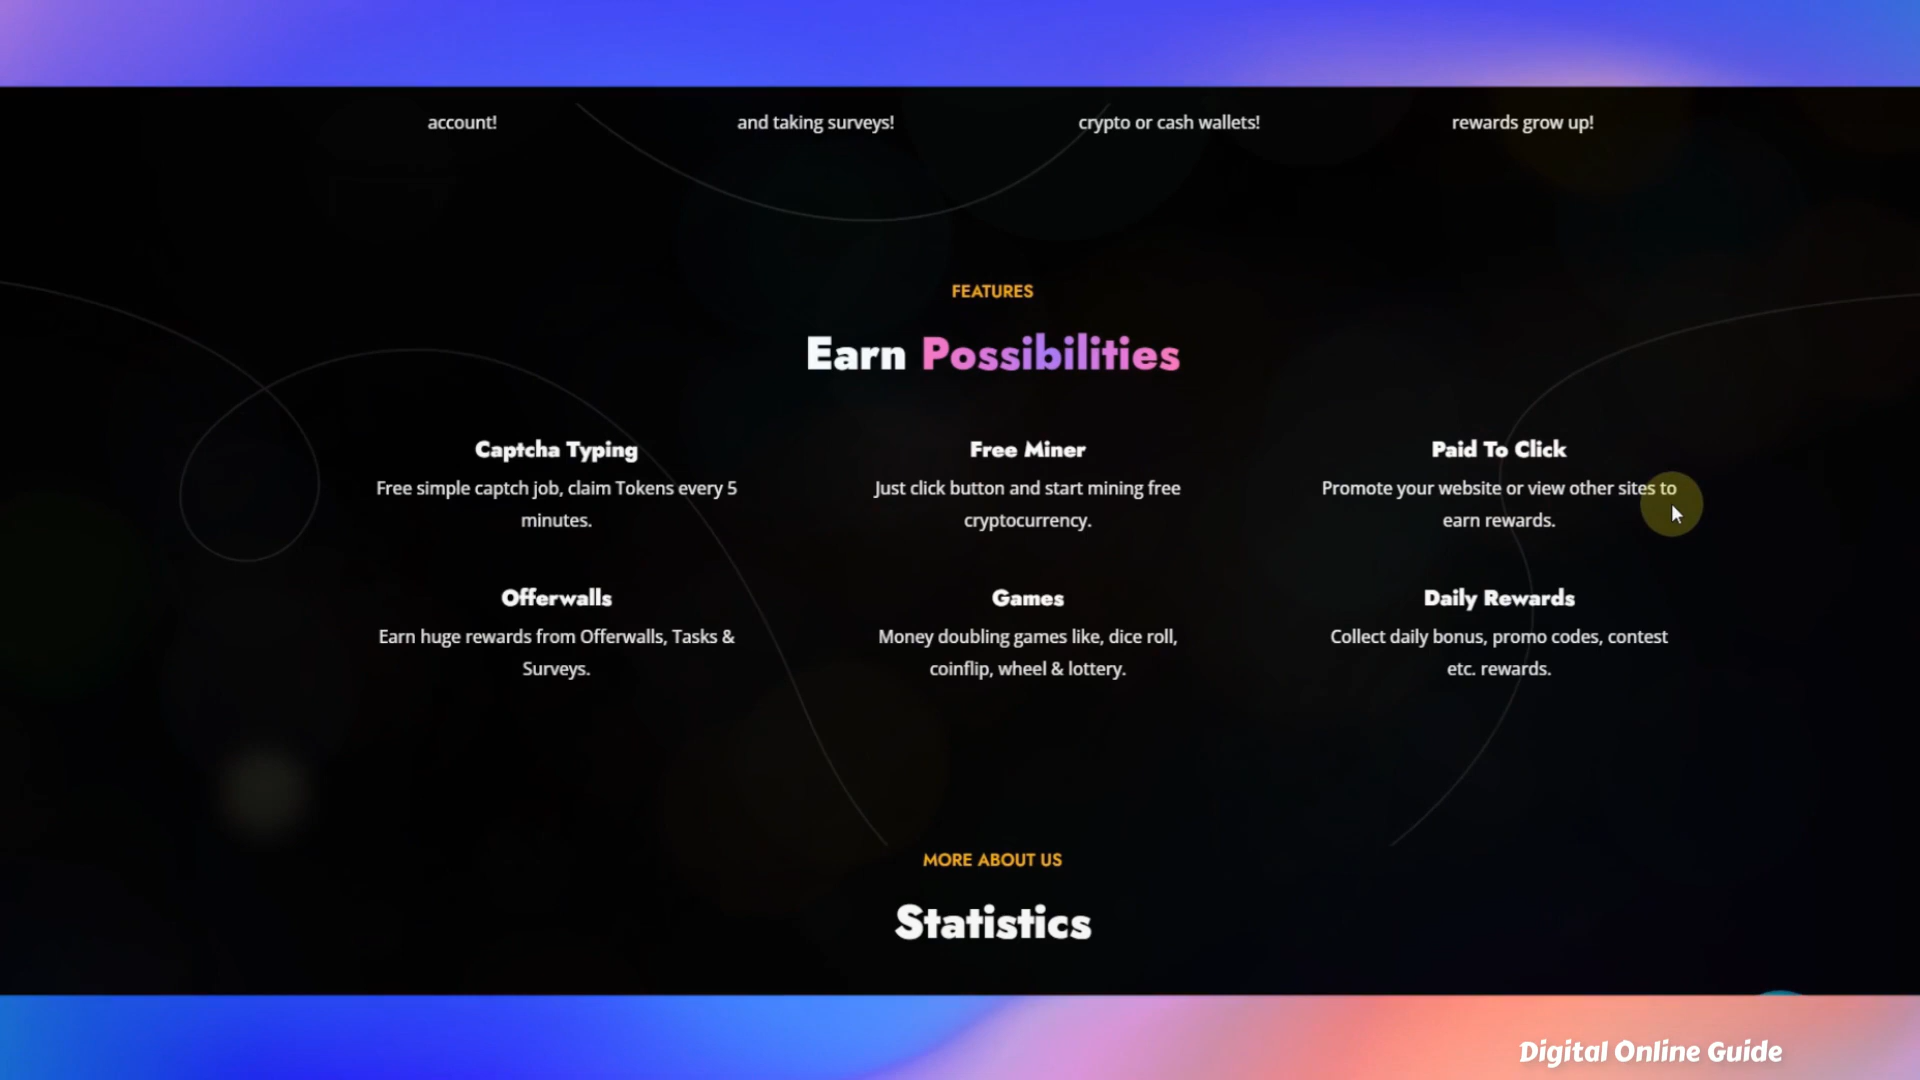 account!
and taking surveys!
crypto or cash wallets!
rewards grow up!
FEATURES
Earn Possibilities
Captcha Typing
Free simple captch job, claim Tokens every 5
minutes.
Free Miner
Just click button and start mining free
cryptocurrency.
Paid To Click
Promote your website or view other sites to
earn rewards.
Offerwalls
Earn huge rewards from Offerwalls, Tasks &
Surveys.
Games
Money doubling games like, dice roll,
coinflip, wheel & lottery.
Daily Rewards
Collect daily bonus, promo codes, contest
etc. rewards.
MORE ABOUT US
Statistics
Digital Online Guide